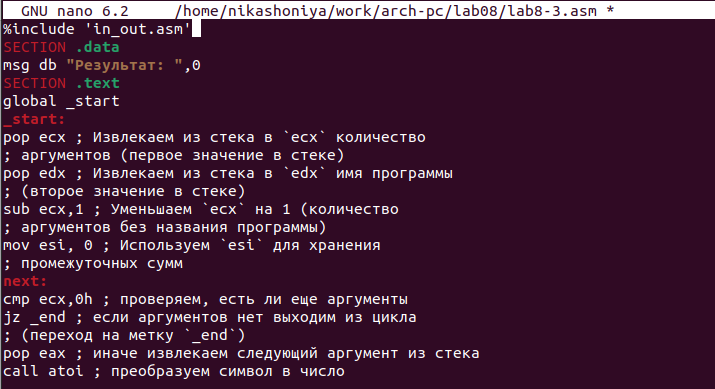 GNU nano 6.2 /home/nikashoniya/work/arch-pc/lab08/lab8-3.asm *
%include 'in_out.asm'
SECTION .data
msg db "Результат: ",0
SECTION .text
global _start
_start:
pop ecx ; Извлекаем из стека в `ecx` количество
; аргументов (первое значение в стеке)
pop edx ; Извлекаем из стека в `edx` имя программы
; (второе значение в стеке)
sub ecx,1 ; Уменьшаем `ecx` на 1 (количество
; аргументов без названия программы)
mov esi, 0 ; Используем `esi` для хранения
; промежуточных сумм
next:
cmp ecx,0h ; проверяем, есть ли еще аргументы
jz _end ; если аргументов нет выходим из цикла
; (переход на метку `_end`)
pop eax ; иначе извлекаем следующий аргумент из стека
call atoi ; преобразуем символ в число